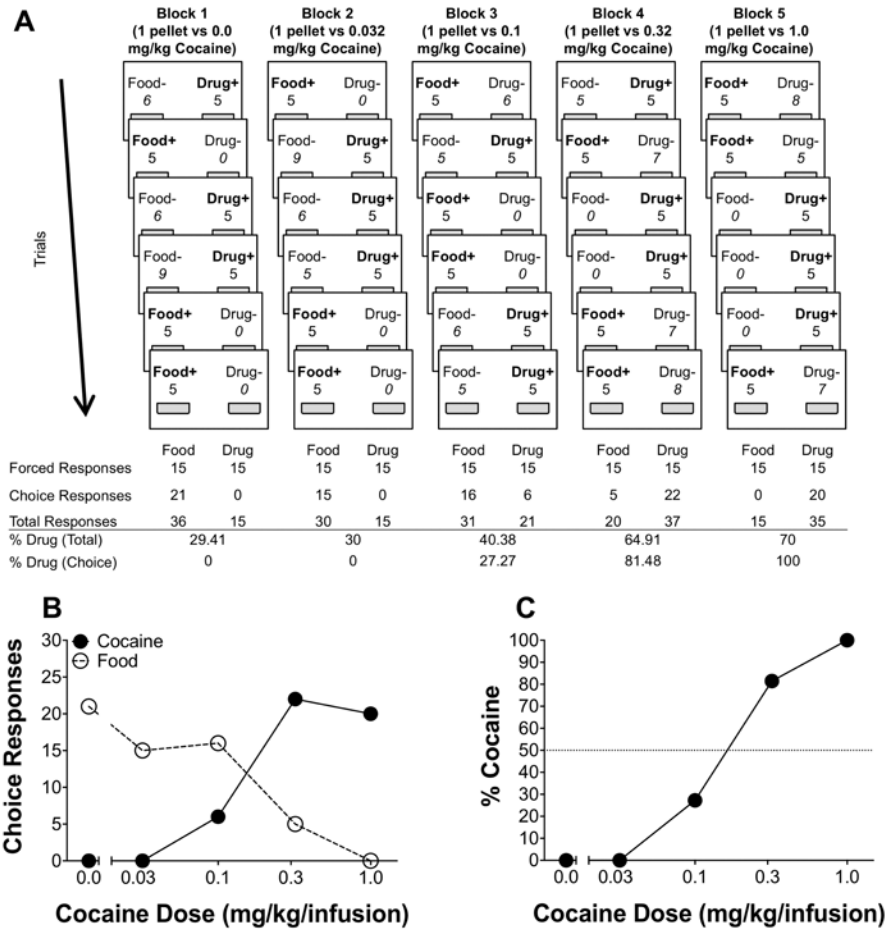 A
Block 1
(1 pellet vs 0.0
mg/kg Cocaine)
Block 2
(1 pellet vs 0.032
mg/kg Cocaine)
Block 3
(1 pellet vs 0.1
mg/kg Cocaine)
Block 4
(1 pellet vs 0.32
mg/kg Cocaine)
Block 5
(1 pellet vs 1.0
mg/kg Cocaine)
Trials
Food- Drug+
6 5
Food+ Drug-
5 0
Food- Drug+
6 5
Food- Drug+
9 5
Food+ Drug-
5 0
Food+ Drug-
5 0
Food+ Drug-
5 0
Food- Drug+
9 5
Food- Drug+
6 5
Food- Drug+
5 5
Food+ Drug-
5 0
Food+ Drug-
5 0
Food+ Drug-
5 6
Food- Drug+
5 5
Food+ Drug-
5 0
Food+ Drug-
5 0
Food- Drug+
6 5
Food- Drug+
5 5
Food- Drug+
5 5
Food+ Drug-
5 7
Food- Drug+
0 5
Food- Drug+
0 5
Food+ Drug-
5 7
Food+ Drug-
5 8
Food+ Drug-
5 8
Food+ Drug-
5 5
Food- Drug+
0 5
Food- Drug+
0 5
Food- Drug+
0 5
Food+ Drug-
5 7
Food Drug Food Drug Food Drug Food Drug Food Drug
Forced Responses 15 15 15 15 15 15 15 15 15 15
Choice Responses 21 0 15 0 16 6 5 22 0 20
Total Responses 36 15 30 15 31 21 20 37 15 35
% Drug (Total) 29.41 30 40.38 64.91 70
% Drug (Choice) 0 0 27.27 81.48 100
B
Choice Responses
30
25
20
15
10
5
0
Cocaine
Food
0.0 0.03 0.1 0.3 1.0
Cocaine Dose (mg/kg/infusion)
C
% Cocaine
100
90
80
70
60
50
40
30
20
10
0
0.0 0.03 0.1 0.3 1.0
Cocaine Dose (mg/kg/infusion)